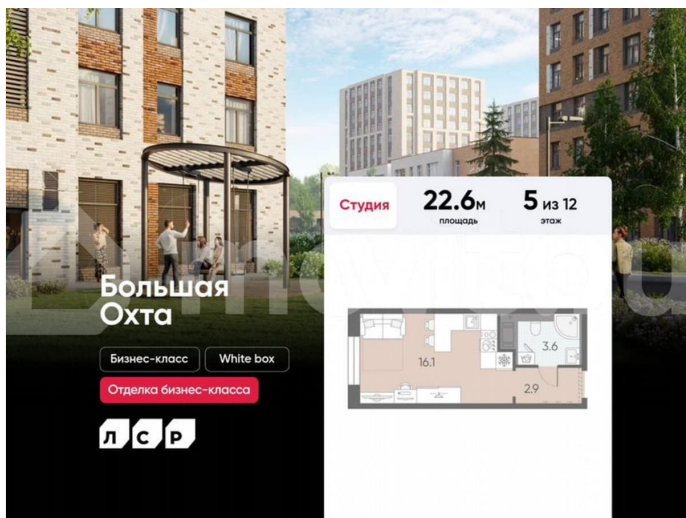 Студия
22.6м
площадь
5 из 12
этаж
Большая
Охта
Бизнес-класс
White box
Отделка бизнес-класса
ЛСР
16.1
3.6
2.9